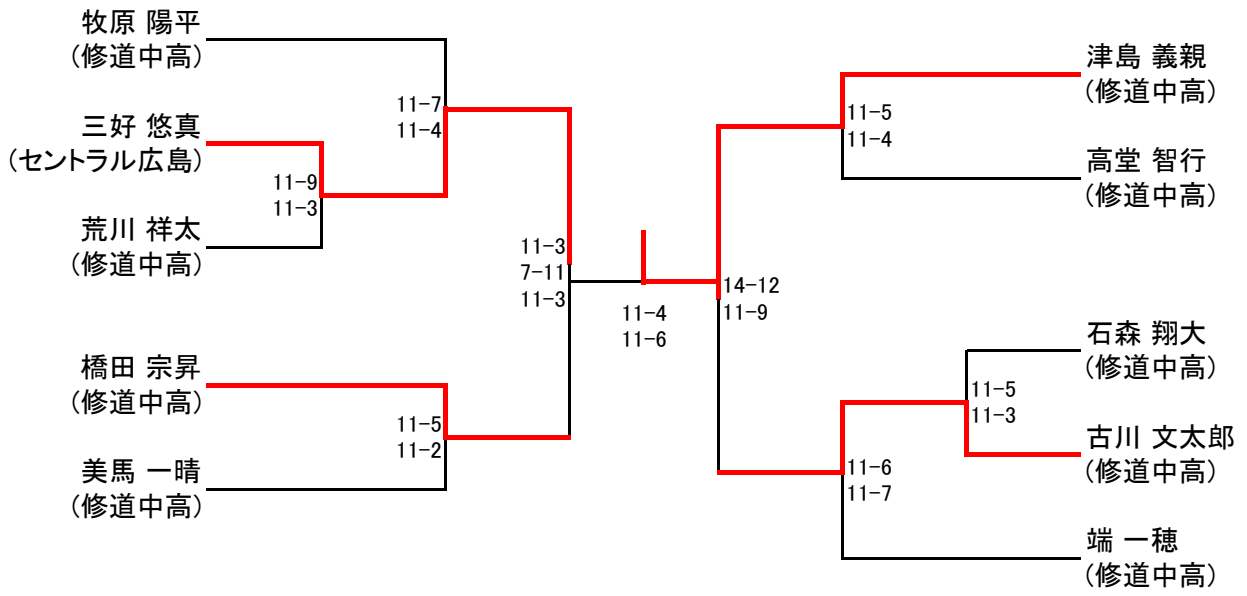 牧原 陽平
(修道中高)
三好 悠真
(セントラル広島)
荒川 祥太
(修道中高)
橋田 宗昇
(修道中高)
美馬 一晴
(修道中高)
11-7
11-4
11-9
11-3
11-5
11-2
11-3
7-11
11-3
11-4
11-6
14-12
11-9
11-5
11-4
11-5
11-3
11-6
11-7
津島 義親
(修道中高)
高堂 智行
(修道中高)
石森 翔大
(修道中高)
古川 文太郎
(修道中高)
端 一穂
(修道中高)